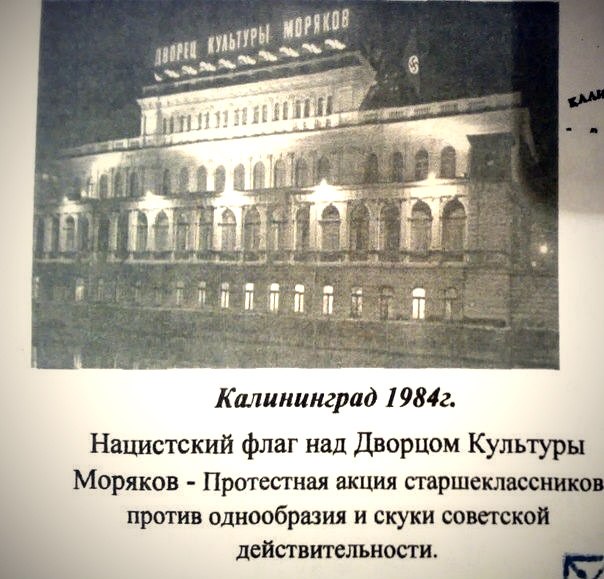 ДВОРЕЦ КУЛЬТУРЫ МОРЯКОВ
Калининград 1984г.
Нацистский флаг над Дворцом Культуры
Моряков - Протестная акция старшеклассников
против однообразия и скуки советской
действительности.